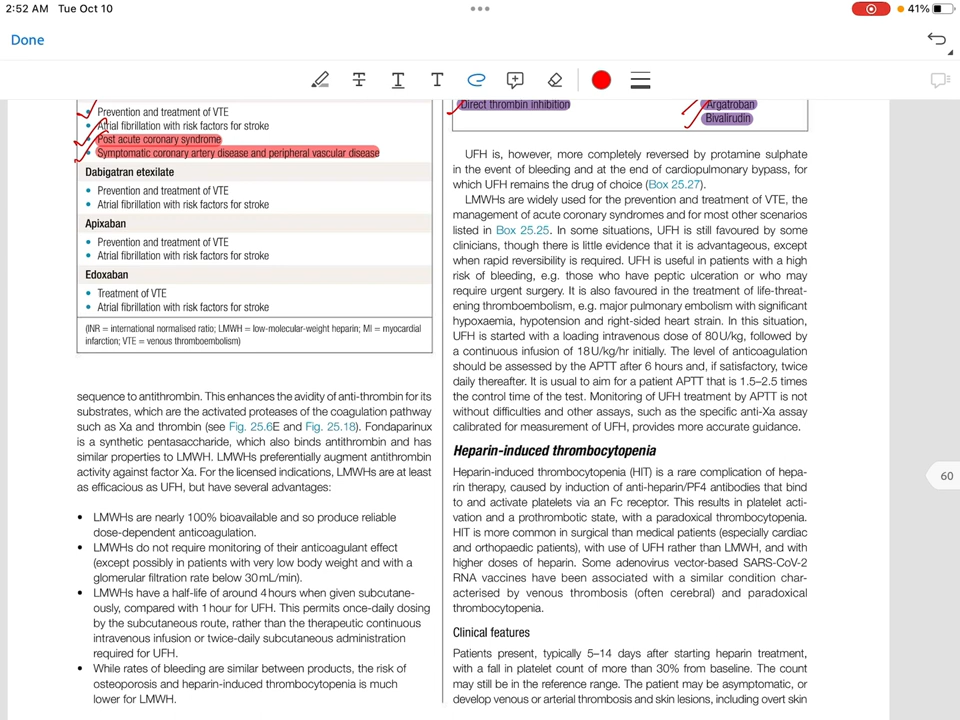 2:52 AM Tue Oct 10
41%
Done
Prevention and treatment of VTE
Atrial fibrillation with risk factors for stroke
Post acute coronary syndrome
Symptomatic coronary artery disease and peripheral vascular disease
Dabigatran etexilate
• Prevention and treatment of VTE
• Atrial fibrillation with risk factors for stroke
Apixaban
• Prevention and treatment of VTE
• Atrial fibrillation with risk factors for stroke
Edoxaban
• Treatment of VTE
• Atrial fibrillation with risk factors for stroke
(INR = international normalised ratio; LMWH = low-molecular-weight heparin; MI = myocardial
infarction; VTE = venous thromboembolism)
sequence to antithrombin. This enhances the avidity of anti-thrombin for its
substrates, which are the activated proteases of the coagulation pathway
such as Xa and thrombin (see Fig. 25.6E and Fig. 25.18). Fondaparinux
is a synthetic pentasaccharide, which also binds antithrombin and has
similar properties to LMWH. LMWHs preferentially augment antithrombin
activity against factor Xa. For the licensed indications, LMWHs are at least
as efficacious as UFH, but have several advantages:
• LMWHs are nearly 100% bioavailable and so produce reliable
dose-dependent anticoagulation.
• LMWHs do not require monitoring of their anticoagulant effect
(except possibly in patients with very low body weight and with a
glomerular filtration rate below 30 mL/min).
• LMWHs have a half-life of around 4 hours when given subcutane-
ously, compared with 1 hour for UFH. This permits once-daily dosing
by the subcutaneous route, rather than the therapeutic continuous
intravenous infusion or twice-daily subcutaneous administration
required for UFH.
• While rates of bleeding are similar between products, the risk of
osteoporosis and heparin-induced thrombocytopenia is much
lower for LMWH.
Direct thrombin inhibition
Argatroban
Bivalirudin
UFH is, however, more completely reversed by protamine sulphate
in the event of bleeding and at the end of cardiopulmonary bypass, for
which UFH remains the drug of choice (Box 25.27).
LMWHs are widely used for the prevention and treatment of VTE, the
management of acute coronary syndromes and for most other scenarios
listed in Box 25.25. In some situations, UFH is still favoured by some
clinicians, though there is little evidence that it is advantageous, except
when rapid reversibility is required. UFH is useful in patients with a high
risk of bleeding, e.g. those who have peptic ulceration or who may
require urgent surgery. It is also favoured in the treatment of life-threat-
ening thromboembolism, e.g. major pulmonary embolism with significant
hypoxaemia, hypotension and right-sided heart strain. In this situation,
UFH is started with a loading intravenous dose of 80 U/kg, followed by
a continuous infusion of 18 U/kg/hr initially. The level of anticoagulation
should be assessed by the APTT after 6 hours and, if satisfactory, twice
daily thereafter. It is usual to aim for a patient APTT that is 1.5–2.5 times
the control time of the test. Monitoring of UFH treatment by APTT is not
without difficulties and other assays, such as the specific anti-Xa assay
calibrated for measurement of UFH, provides more accurate guidance.
Heparin-induced thrombocytopenia
Heparin-induced thrombocytopenia (HIT) is a rare complication of hepa-
rin therapy, caused by induction of anti-heparin/PF4 antibodies that bind
to and activate platelets via an Fc receptor. This results in platelet acti-
vation and a prothrombotic state, with a paradoxical thrombocytopenia.
HIT is more common in surgical than medical patients (especially cardiac
and orthopaedic patients), with use of UFH rather than LMWH, and with
higher doses of heparin. Some adenovirus vector-based SARS-CoV-2
RNA vaccines have been associated with a similar condition char-
acterised by venous thrombosis (often cerebral) and paradoxical
thrombocytopenia.
Clinical features
Patients present, typically 5–14 days after starting heparin treatment,
with a fall in platelet count of more than 30% from baseline. The count
may still be in the reference range. The patient may be asymptomatic, or
develop venous or arterial thrombosis and skin lesions, including overt skin
60